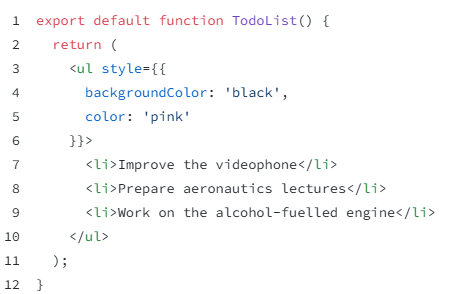 1 export default function TodoList() {
2   return (
3     <ul style={{
4       backgroundColor: 'black',
5       color: 'pink'
6     }}>
7       <li>Improve the videophone</li>
8       <li>Prepare aeronautics lectures</li>
9       <li>Work on the alcohol-fuelled engine</li>
10     </ul>
11   );
12 }